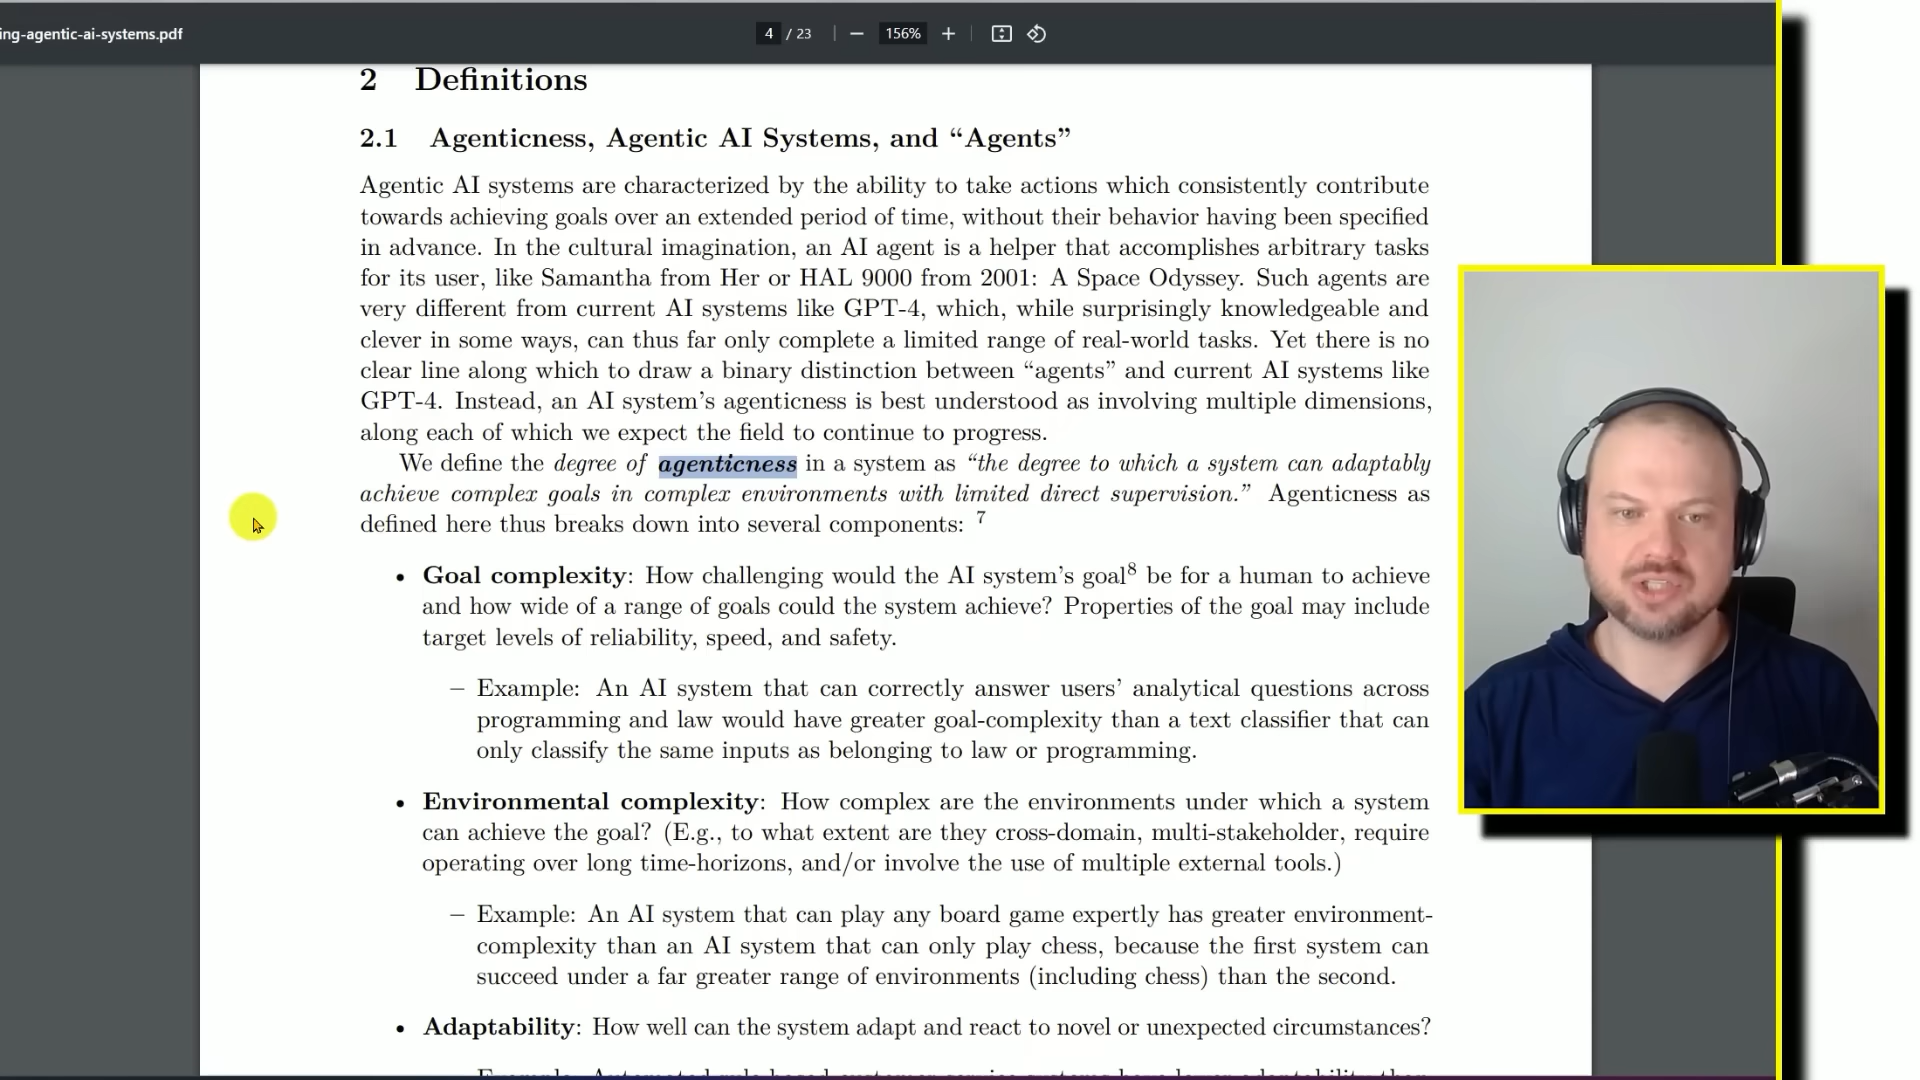 ing-agentic-ai-systems.pdf
4 / 23
156%
2 Definitions
2.1 Agenticness, Agentic AI Systems, and “Agents”
Agentic AI systems are characterized by the ability to take actions which consistently contribute
towards achieving goals over an extended period of time, without their behavior having been specified
in advance. In the cultural imagination, an AI agent is a helper that accomplishes arbitrary tasks
for its user, like Samantha from Her or HAL 9000 from 2001: A Space Odyssey. Such agents are
very different from current AI systems like GPT-4, which, while surprisingly knowledgeable and
clever in some ways, can thus far only complete a limited range of real-world tasks. Yet there is no
clear line along which to draw a binary distinction between “agents” and current AI systems like
GPT-4. Instead, an AI system’s agenticness is best understood as involving multiple dimensions,
along each of which we expect the field to continue to progress.
We define the degree of agenticness in a system as “the degree to which a system can adaptably
achieve complex goals in complex environments with limited direct supervision.” Agenticness as
defined here thus breaks down into several components: 7
• Goal complexity: How challenging would the AI system’s goal8 be for a human to achieve
and how wide of a range of goals could the system achieve? Properties of the goal may include
target levels of reliability, speed, and safety.
– Example: An AI system that can correctly answer users’ analytical questions across
programming and law would have greater goal-complexity than a text classifier that can
only classify the same inputs as belonging to law or programming.
• Environmental complexity: How complex are the environments under which a system
can achieve the goal? (E.g., to what extent are they cross-domain, multi-stakeholder, require
operating over long time-horizons, and/or involve the use of multiple external tools.)
– Example: An AI system that can play any board game expertly has greater environment-
complexity than an AI system that can only play chess, because the first system can
succeed under a far greater range of environments (including chess) than the second.
• Adaptability: How well can the system adapt and react to novel or unexpected circumstances?